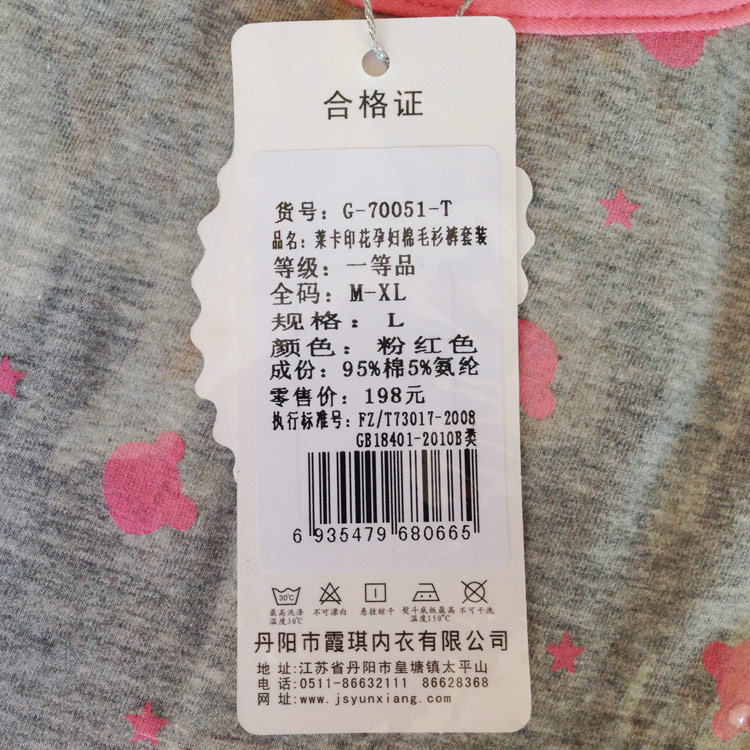 合格证
货号: G-70051-T
品名: 莱卡印花孕妇棉毛衫裤套装
等级: 一等品
全码: M-XL
规格: L
颜色: 粉红色
成份: 95%棉5%氨纶
零售价: 198元
执行标准号: FZ/T73017-2008
GB18401-2010B类
6 935479 680665
30℃
最高洗涤 不可漂白 悬挂晾干 熨斗底板最高 不可干洗
温度30℃ 温度150℃
丹阳市霞琪内衣有限公司
地 址:江苏省丹阳市皇塘镇太平山
电 话:0511-86632111 86628368
网 址:www.jsyunxiang.com